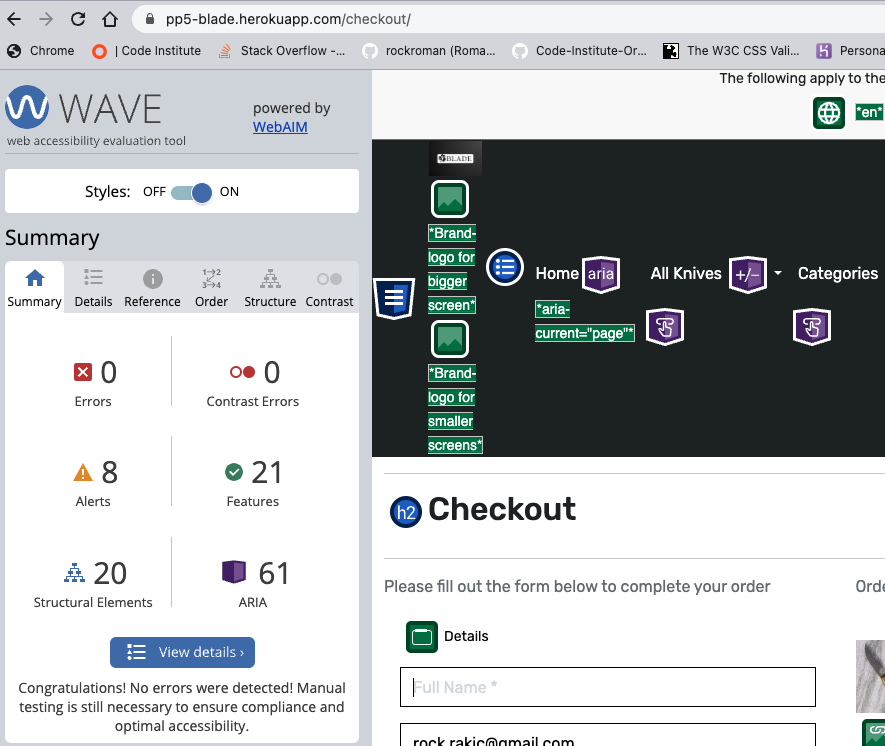 pp5-blade.herokuapp.com/checkout/
Chrome
| Code Institute
Stack Overflow -...
rockroman (Roma...
Code-Institute-Or...
The W3C CSS Vali...
Persona
WAVE
web accessibility evaluation tool
powered by
WebAIM
Styles: OFF ON
Summary
Summary Details Reference Order Structure Contrast
0 0
Errors Contrast Errors
8 21
Alerts Features
20 61
Structural Elements ARIA
View details ›
Congratulations! No errors were detected! Manual
testing is still necessary to ensure compliance and
optimal accessibility.
The following apply to the
*en*
BLADE
*Brand-
logo for
bigger
screen*
*Brand-
logo for
smaller
screens*
Home aria All Knives +/- Categories
*aria-
current="page"*
h2 Checkout
Please fill out the form below to complete your order
Orde
Details
Full Name *
rock.rakic@gmail.com